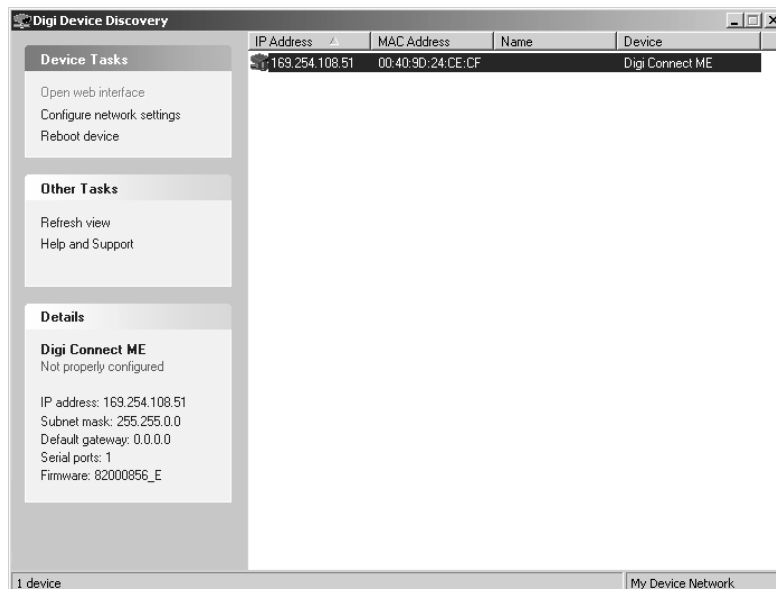 Digi Device Discovery
IP Address MAC Address Name Device
169.254.108.51 00:40:9D:24:CE:CF Digi Connect ME
Device Tasks
Open web interface
Configure network settings
Reboot device
Other Tasks
Refresh view
Help and Support
Details
Digi Connect ME
Not properly configured
IP address: 169.254.108.51
Subnet mask: 255.255.0.0
Default gateway: 0.0.0.0
Serial ports: 1
Firmware: 82000856_E
1 device My Device Network